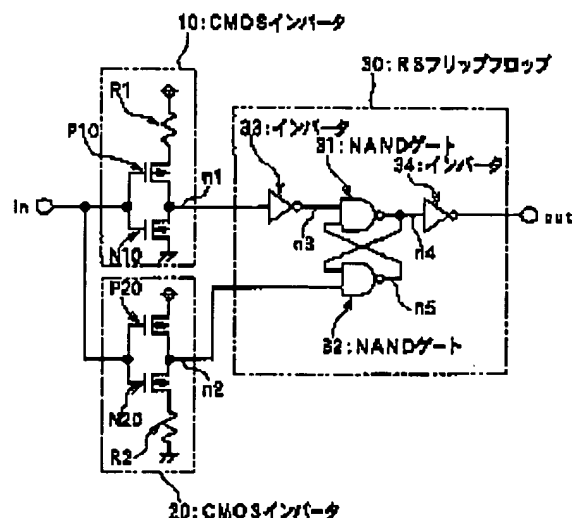 10:CMOSインバータ
30:RSフリップフロップ
R1
33:インバータ
31:NANDゲート
34:インバータ
P10
n1
in
out
n3
n4
N10
P20
n5
32:NANDゲート
n2
N20
R2
20:CMOSインバータ